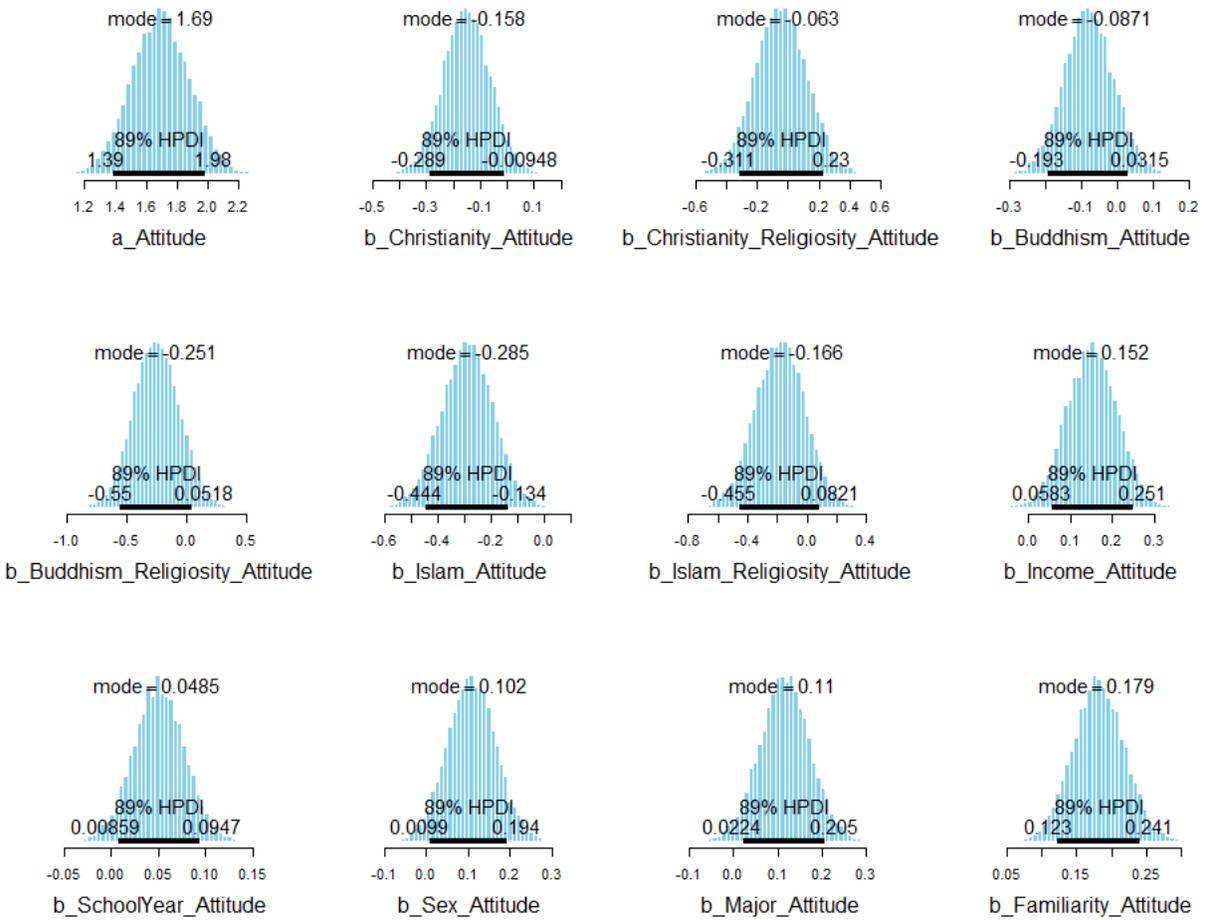 mode = 1.69
89% HPDI
1.39 1.98
1.2 1.4 1.6 1.8 2.0 2.2
a_Attitude
mode = -0.158
89% HPDI
-0.289 -0.00948
-0.5 -0.3 -0.1 0.1
b_Christianity_Attitude
mode = -0.063
89% HPDI
-0.311 0.23
-0.6 -0.2 0.2 0.6
b_Christianity_Religiosity_Attitude
mode = -0.0871
89% HPDI
-0.193 0.0315
-0.3 -0.1 0.0 0.1 0.2
b_Buddhism_Attitude
mode = -0.251
89% HPDI
-0.55 0.0518
-1.0 -0.5 0.0 0.5
b_Buddhism_Religiosity_Attitude
mode = -0.285
89% HPDI
-0.444 -0.134
-0.6 -0.4 -0.2 0.0
b_Islam_Attitude
mode = -0.166
89% HPDI
-0.455 0.0821
-0.8 -0.4 0.0 0.4
b_Islam_Religiosity_Attitude
mode = 0.152
89% HPDI
0.0583 0.251
0.0 0.1 0.2 0.3
b_Income_Attitude
mode = 0.0485
89% HPDI
0.00859 0.0947
-0.05 0.00 0.05 0.10 0.15
b_SchoolYear_Attitude
mode = 0.102
89% HPDI
0.0099 0.194
-0.1 0.0 0.1 0.2 0.3
b_Sex_Attitude
mode = 0.11
89% HPDI
0.0224 0.205
-0.1 0.0 0.1 0.2 0.3
b_Major_Attitude
mode = 0.179
89% HPDI
0.123 0.241
0.05 0.15 0.25
b_Familiarity_Attitude